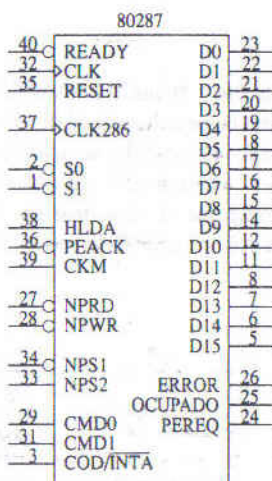 80287
40 READY D0 23
32 CLK D1 22
35 RESET D2 21
D3 20
37 CLK286 D4 19
D5 18
2 S0 D6 17
1 S1 D7 16
D8 15
38 HLDA D9 14
36 PEACK D10 12
39 CKM D11 11
D12 8
27 NPRD D13 7
28 NPWR D14 6
D15 5
34 NPS1
33 NPS2 ERROR 26
OCUPADO 25
29 CMD0 PEREQ 24
31 CMD1
3 COD/INTA